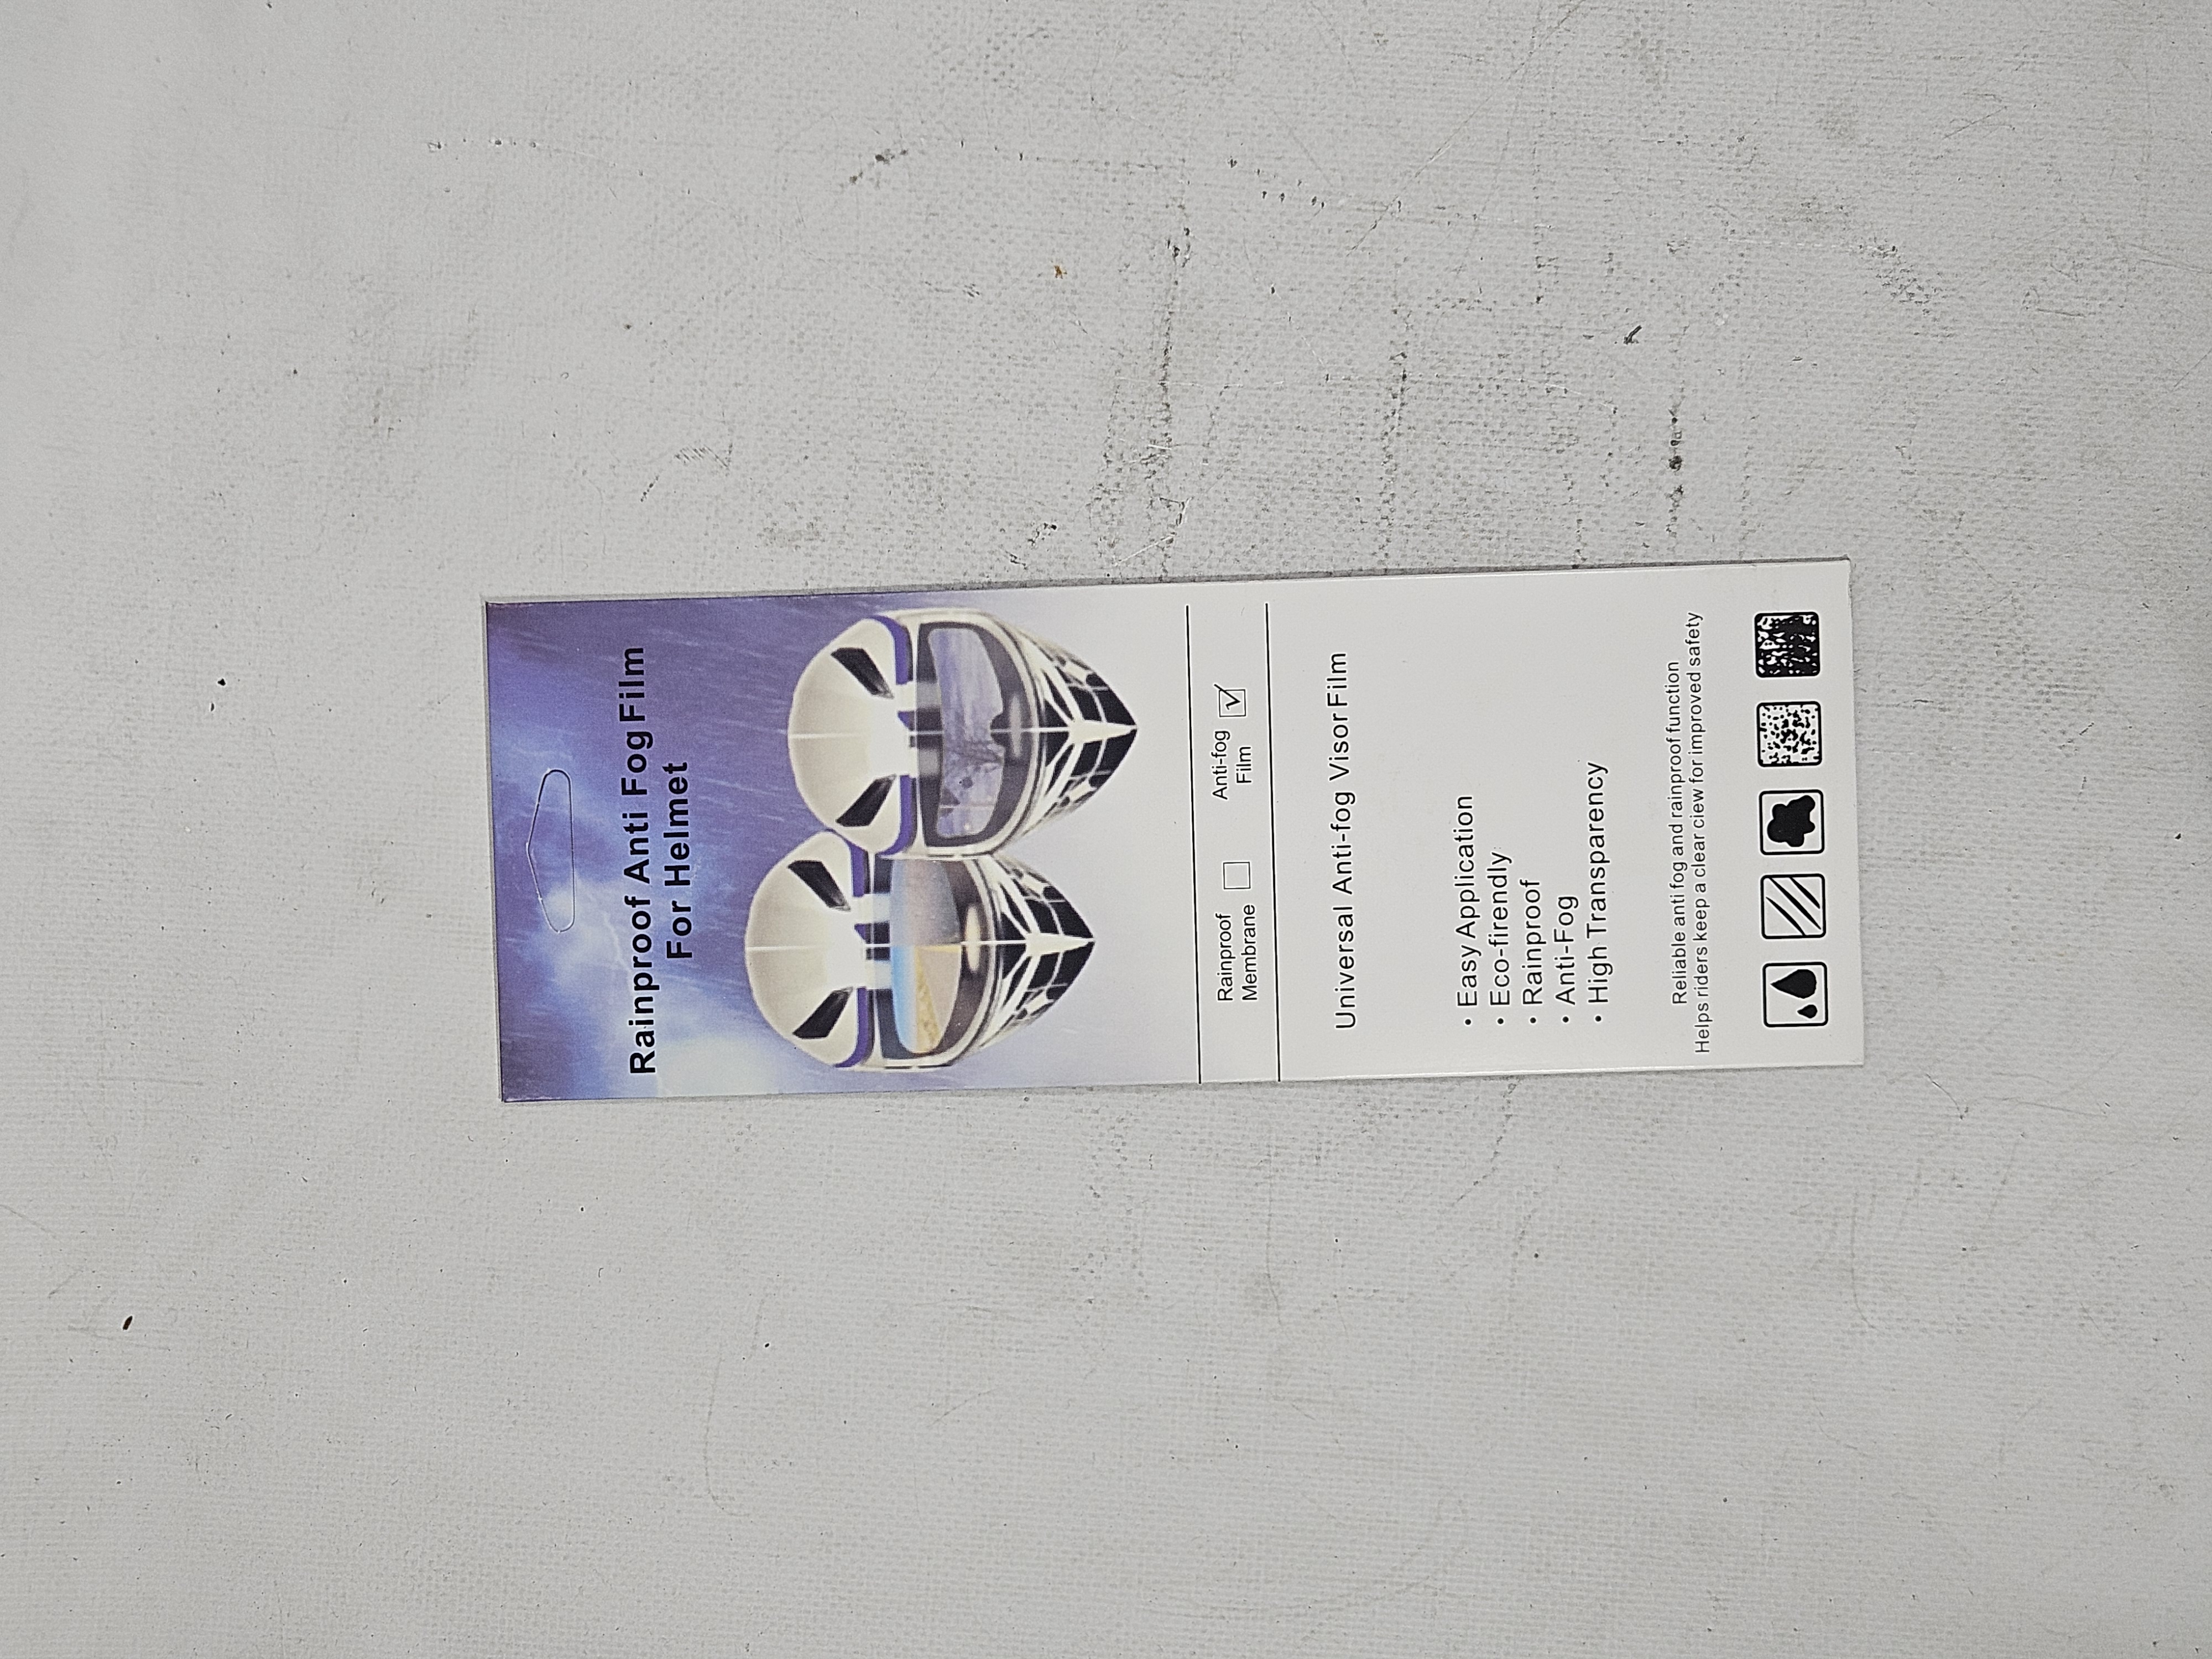 Rainproof Anti Fog Film
For Helmet
Rainproof
Membrane
Anti-fog
Film
Universal Anti-fog Visor Film
• Easy Application
• Eco-firendly
• Rainproof
• Anti-Fog
• High Transparency
Reliable anti fog and rainproof function
Helps riders keep a clear ciew for improved safety